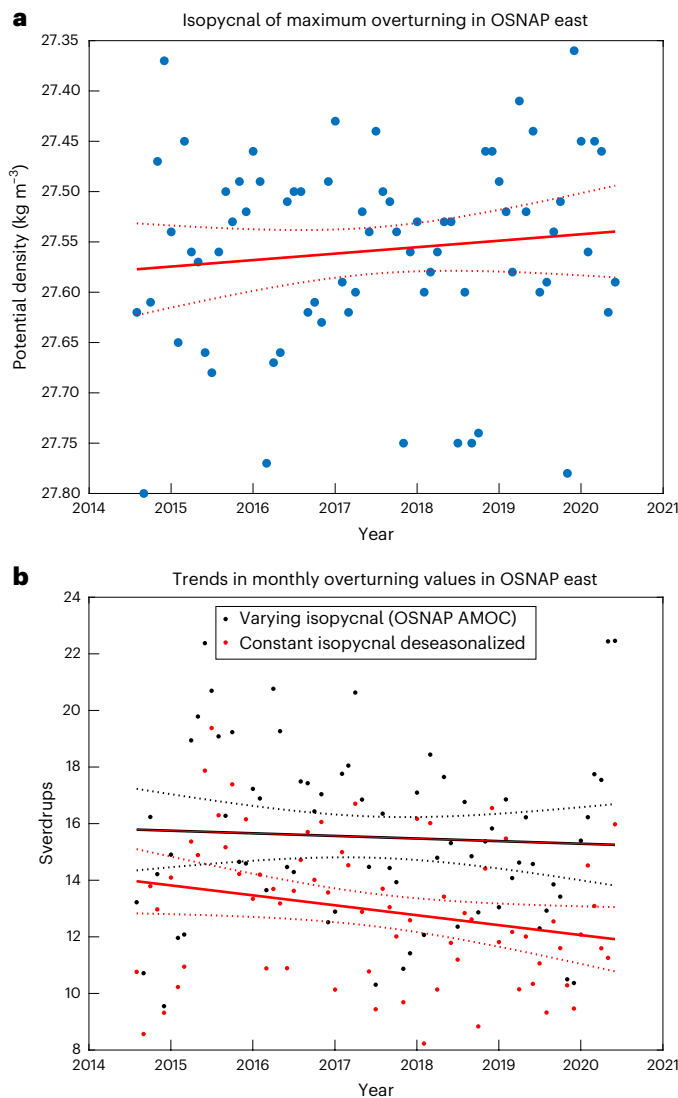 a
Isopycnal of maximum overturning in OSNAP east
Potential density (kg m⁻³)
27.35
27.40
27.45
27.50
27.55
27.60
27.65
27.70
27.75
27.80
2014 2015 2016 2017 2018 2019 2020 2021
Year
b
Trends in monthly overturning values in OSNAP east
Varying isopycnal (OSNAP AMOC)
Constant isopycnal deseasonalized
Sverdrups
24
22
20
18
16
14
12
10
8
2014 2015 2016 2017 2018 2019 2020 2021
Year